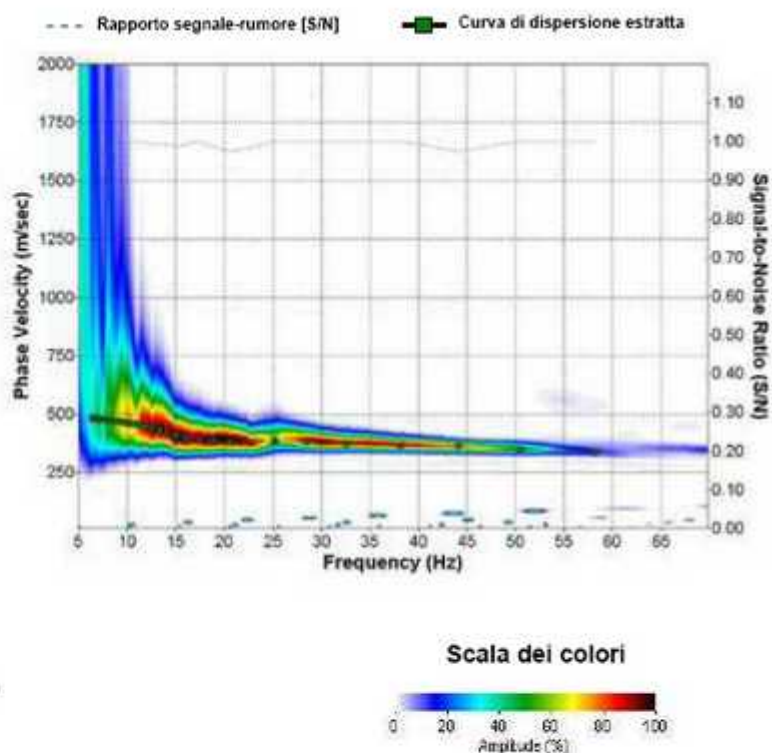 Rapporto segnale-rumore [S/N]
Curva di dispersione estratta
2000
1750
1500
1250
1000
750
500
250
Phase Velocity (m/sec)
1.10
1.00
0.90
0.80
0.70
0.60
0.50
0.40
0.30
0.20
0.10
0.00
Signal-to-Noise Ratio (S/N)
5 10 15 20 25 30 35 40 45 50 55 60 65
Frequency (Hz)
Scala dei colori
0 20 40 60 80 100
Amplitude (%)